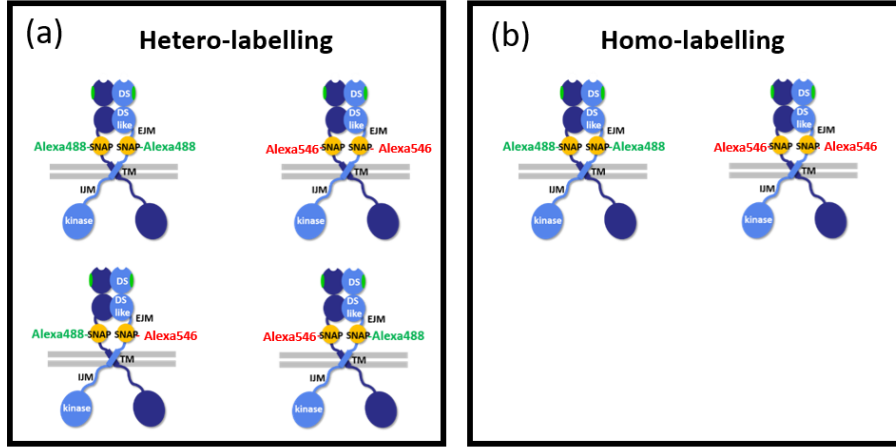 (a) Hetero-labelling
DS
DS
like
EJM
Alexa488-SNAP SNAP-Alexa488
TM
IJM
kinase
DS
DS
like
EJM
Alexa546-SNAP SNAP- Alexa546
TM
IJM
kinase
DS
DS
like
EJM
Alexa488-SNAP SNAP- Alexa546
TM
IJM
kinase
DS
DS
like
EJM
Alexa546-SNAP SNAP-Alexa488
TM
IJM
kinase
(b) Homo-labelling
DS
DS
like
EJM
Alexa488-SNAP SNAP-Alexa488
TM
IJM
kinase
DS
DS
like
EJM
Alexa546-SNAP SNAP- Alexa546
TM
IJM
kinase